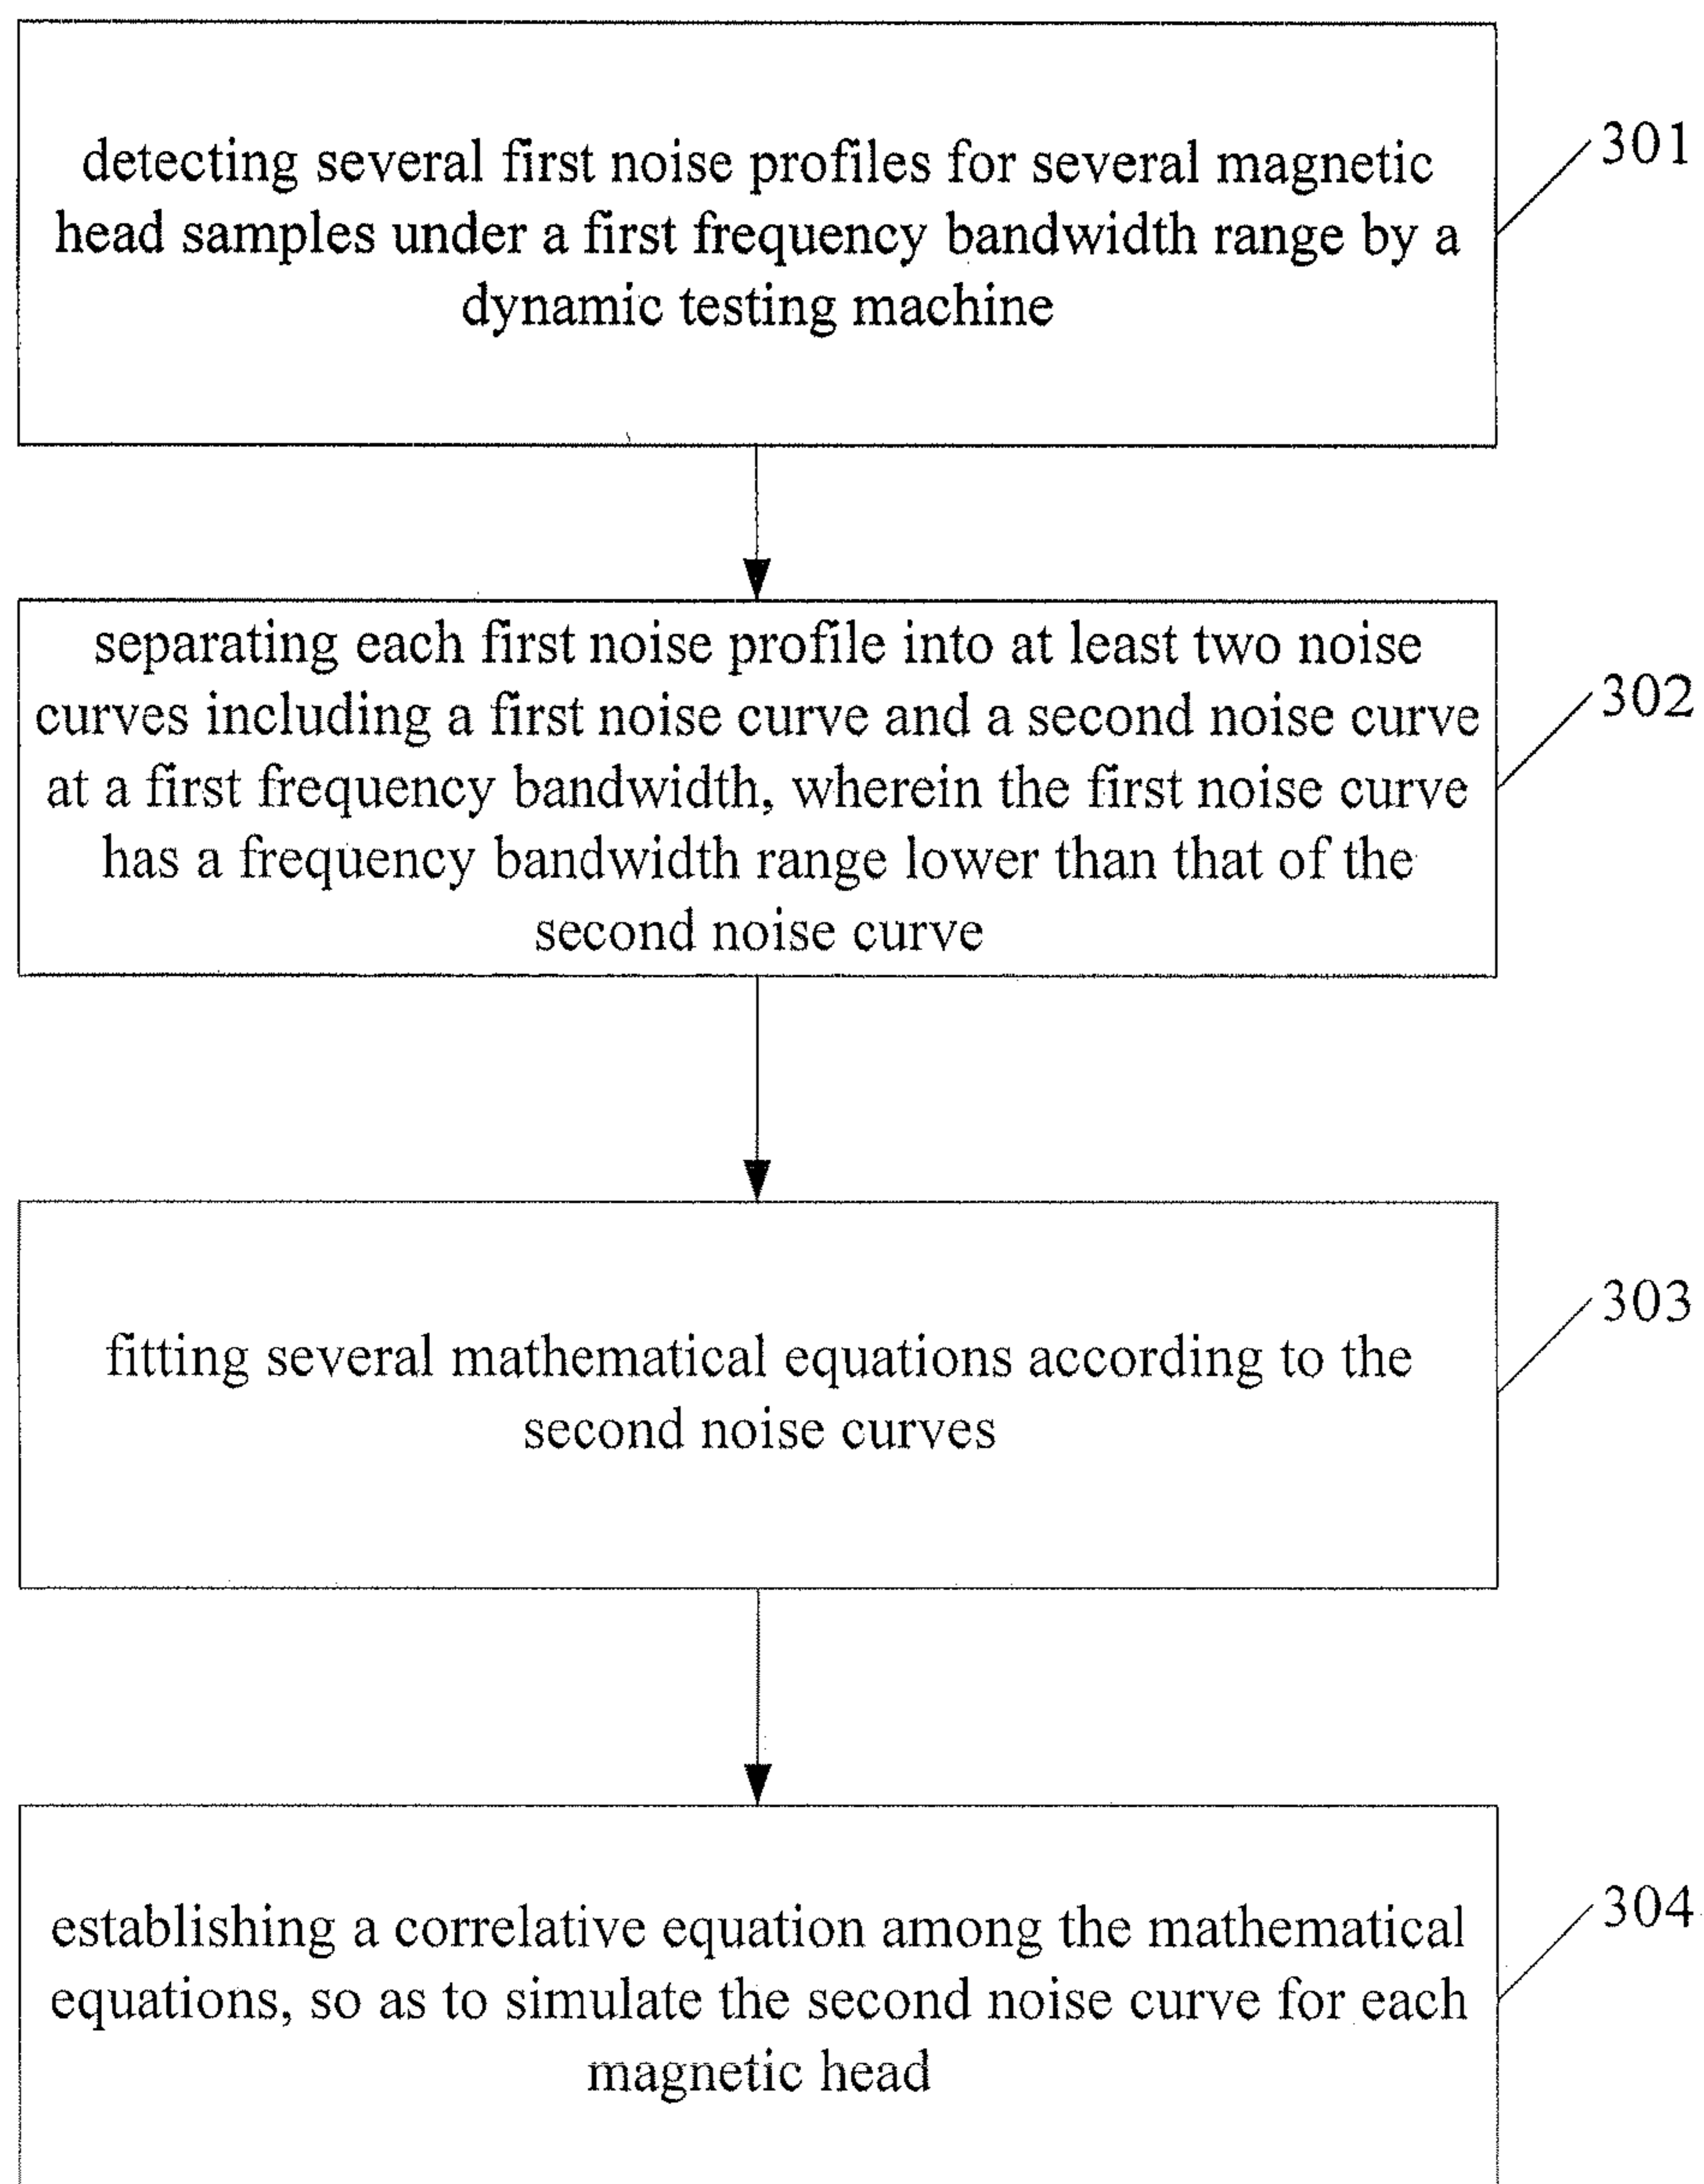 detecting several first noise profiles for several magnetic
head samples under a first frequency bandwidth range by a
dynamic testing machine
301
separating each first noise profile into at least two noise
curves including a first noise curve and a second noise curve
at a first frequency bandwidth, wherein the first noise curve
has a frequency bandwidth range lower than that of the
second noise curve
302
fitting several mathematical equations according to the
second noise curves
303
establishing a correlative equation among the mathematical
equations, so as to simulate the second noise curve for each
magnetic head
304